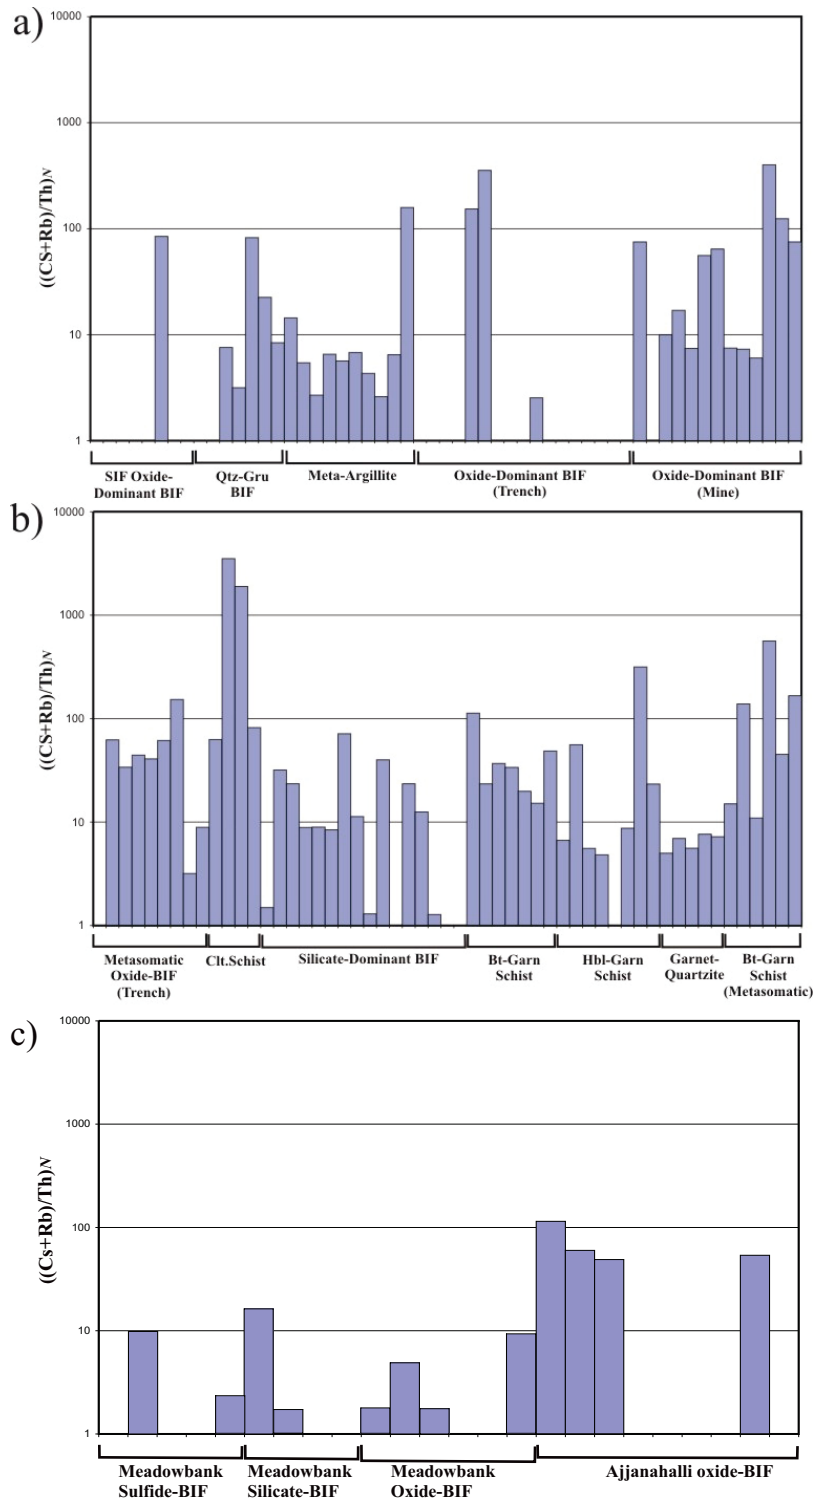 a)
10000
1000
100
10
1
((CS+Rb)/Th)N
SIF Oxide-
Dominant BIF
Qtz-Gru
BIF
Meta-Argillite
Oxide-Dominant BIF
(Trench)
Oxide-Dominant BIF
(Mine)
b)
10000
1000
100
10
1
((CS+Rb)/Th)N
Metasomatic
Oxide-BIF
(Trench)
Clt.Schist
Silicate-Dominant BIF
Bt-Garn
Schist
Hbl-Garn
Schist
Garnet-
Quartzite
Bt-Garn
Schist
(Metasomatic)
c)
10000
1000
100
10
1
((Cs+Rb)/Th)N
Meadowbank
Sulfide-BIF
Meadowbank
Silicate-BIF
Meadowbank
Oxide-BIF
Ajjanahalli oxide-BIF